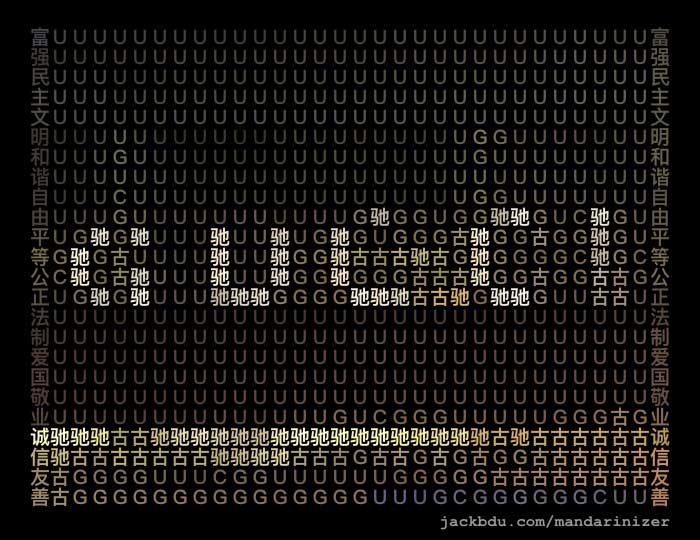 富UUUUUUUUUUUUUUUUUUUUUUUUUUUUUU富
强UUUUUUUUUUUUUUUUUUUUUUUUUUUUUU强
民UUUUUUUUUUUUUUUUUUUUUUUUUUUUUU民
主UUUUUUUUUUUUUUUUUUUUUUUUUUUUUU主
文UUUUUUUUUUUUUUUUUUUUUUUUUUUUUU文
明UUUUUUUUUUUUUUUUUUUUUGGUUUUUUU明
和UUUGUUUUUUUUUUUUUUUUUGUUUUUUUU和
谐UUUUUUUUUUUUUUUUUUUUUUUUUUUUUU谐
自UUUCUUUUUUUUUUUUUUUUUGGUUUUUUU自
由UUUGUUUUUUUUUUUG驰GGUGG驰驰GUC驰GU由
平UG驰G驰UUU驰UU驰UG驰GUGGG古驰GG古GG驰GG平
等G驰G古UUUU驰UU驰GG驰古古古驰古G驰GGGGC驰GC等
公C驰G古UUUU驰UU驰GG驰GGG古古古驰GG古GG古古G公
正UG驰G驰UUU驰驰驰GGGG驰驰驰古古驰G驰驰GUU古古U正
法UUUUUUUUUUUUUUUUUUUUUUUUUUUUUU法
制UUUUUUUUUUUUUUUUUUUUUUUUUUUUUU制
爱UUUUUUUUUUUUUUUUUUUUUUUUUUUUUU爱
国UUUUUUUUUUUUUUUUUUUUUUUUUUUUUU国
敬UUUUUUUUUUUUUUUUUUUUUUUUUUUUUU敬
业UUUUUUUUUUUUUUGUCGGGUUUUUGGG古G业
诚驰驰驰古古驰驰驰驰驰驰驰驰驰驰驰驰驰驰驰驰驰古驰古古古古古古诚
信驰古古古古古古古驰驰驰驰古古古G古古G古G古GG古古古古古古信
友古GGGGUUUCGGUUUUUUGGGGG古古古古古古古古友
善古GGGGGGGGGGGGGGGUUUGCGGGGGGCUU善
jackbdu.com/mandarinizer